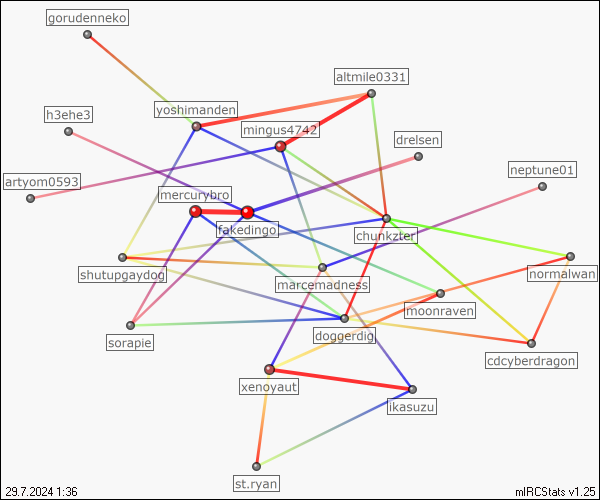 gorudenneko
altmile0331
h3ehe3
yoshimanden
mingus4742
drelsen
neptune01
artyom0593
mercurybro
fakedingo
chunkzter
shutupgaydog
marcemadness
normalwan
moonraven
sorapie
doggerdig
cdcyberdragon
xenoyaut
ikasuzu
st.ryan
29.7.2024 1:36
mIRCStats v1.25